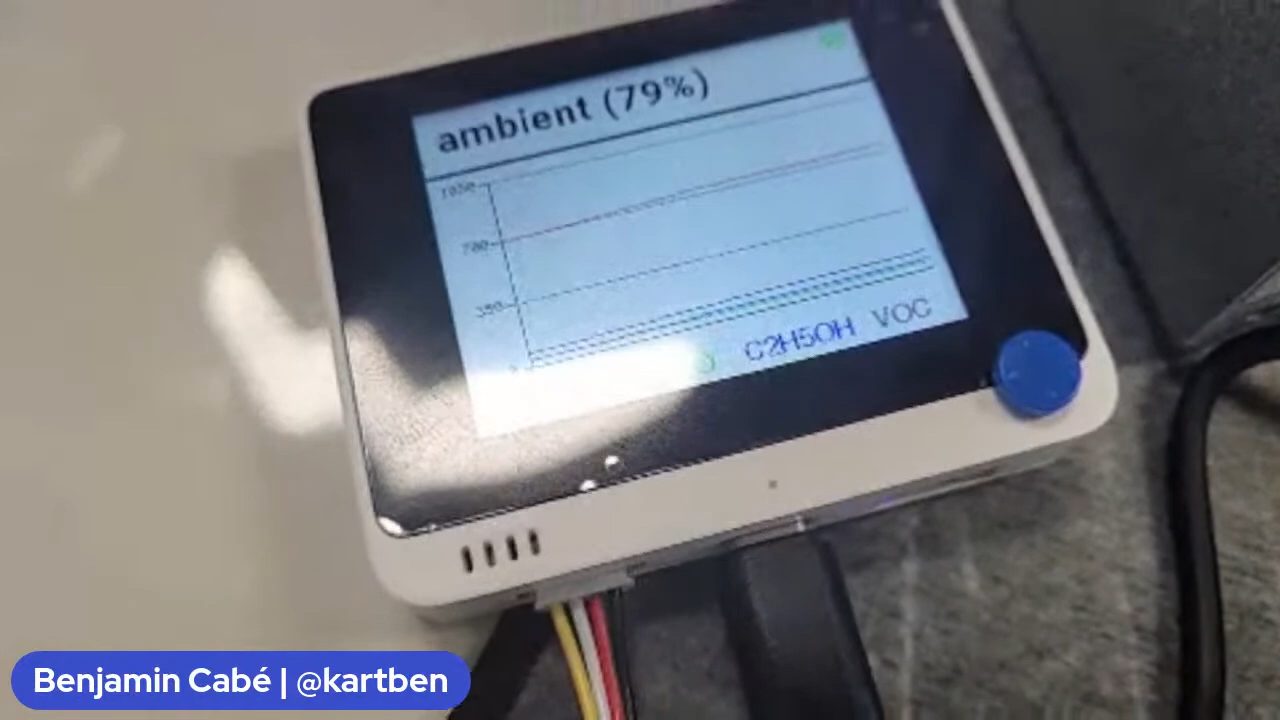 ambient (79%)
1050
700
350
C2H5OH VOC
Benjamin Cabé | @kartben